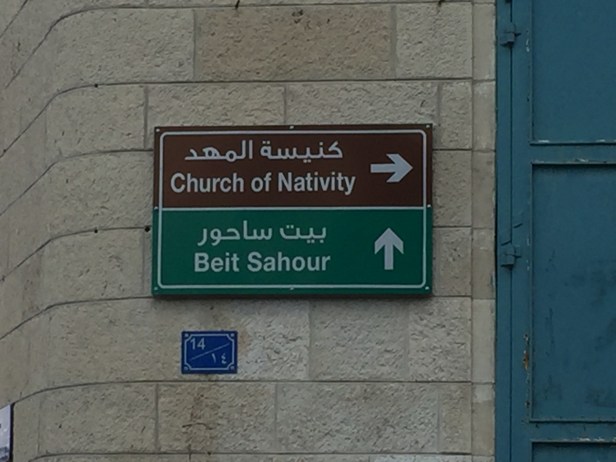 كنيسة المهد
Church of Nativity
بيت ساحور
Beit Sahour
14
١٤